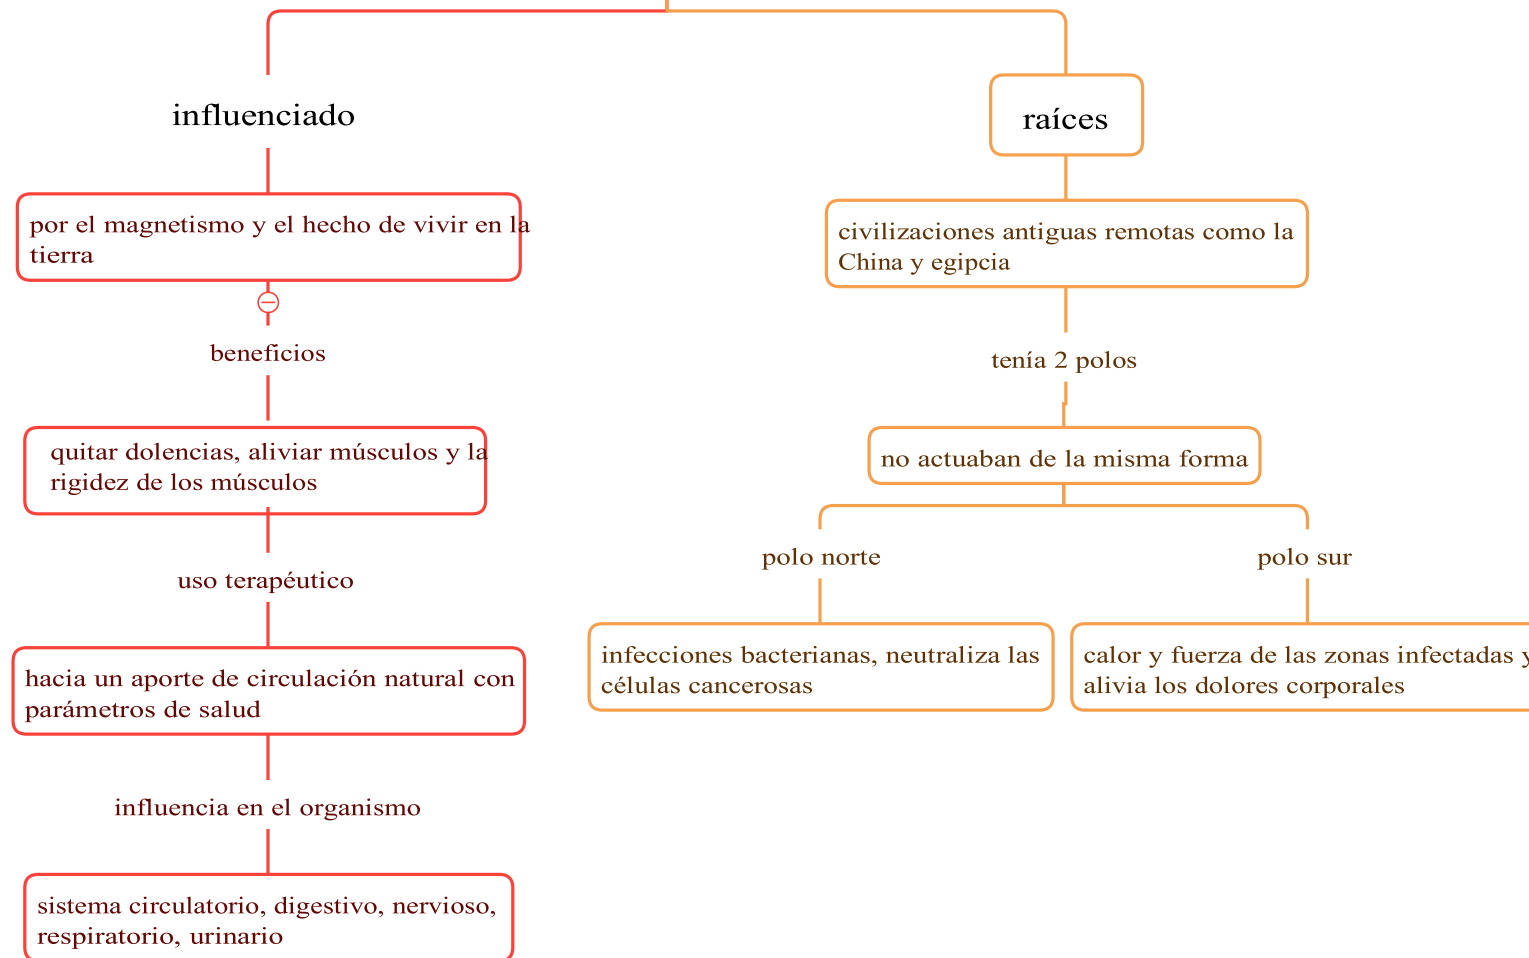 influenciado
por el magnetismo y el hecho de vivir en la
tierra
beneficios
quitar dolencias, aliviar músculos y la
rigidez de los músculos
uso terapéutico
hacia un aporte de circulación natural con
parámetros de salud
influencia en el organismo
sistema circulatorio, digestivo, nervioso,
respiratorio, urinario
raíces
civilizaciones antiguas remotas como la
China y egipcia
tenía 2 polos
no actuaban de la misma forma
polo norte
infecciones bacterianas, neutraliza las
células cancerosas
polo sur
calor y fuerza de las zonas infectadas y
alivia los dolores corporales